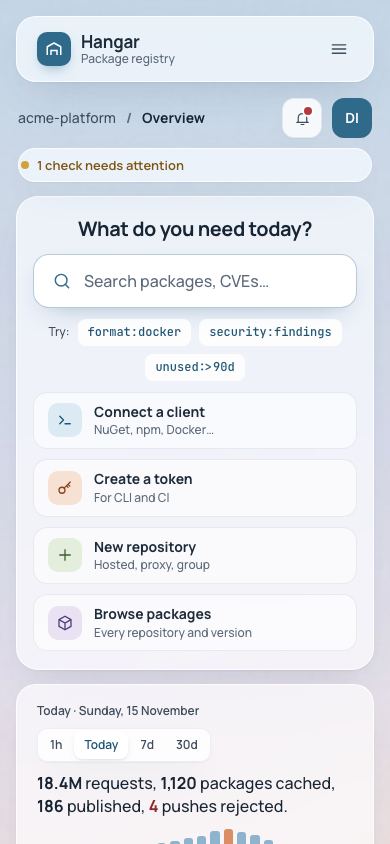 Hangar
Package registry
acme-platform / Overview
DI
1 check needs attention
What do you need today?
Search packages, CVEs…
Try: format:docker security:findings
unused:>90d
Connect a client
NuGet, npm, Docker…
Create a token
For CLI and CI
New repository
Hosted, proxy, group
Browse packages
Every repository and version
Today · Sunday, 15 November
1h Today 7d 30d
18.4M requests, 1,120 packages cached,
186 published, 4 pushes rejected.